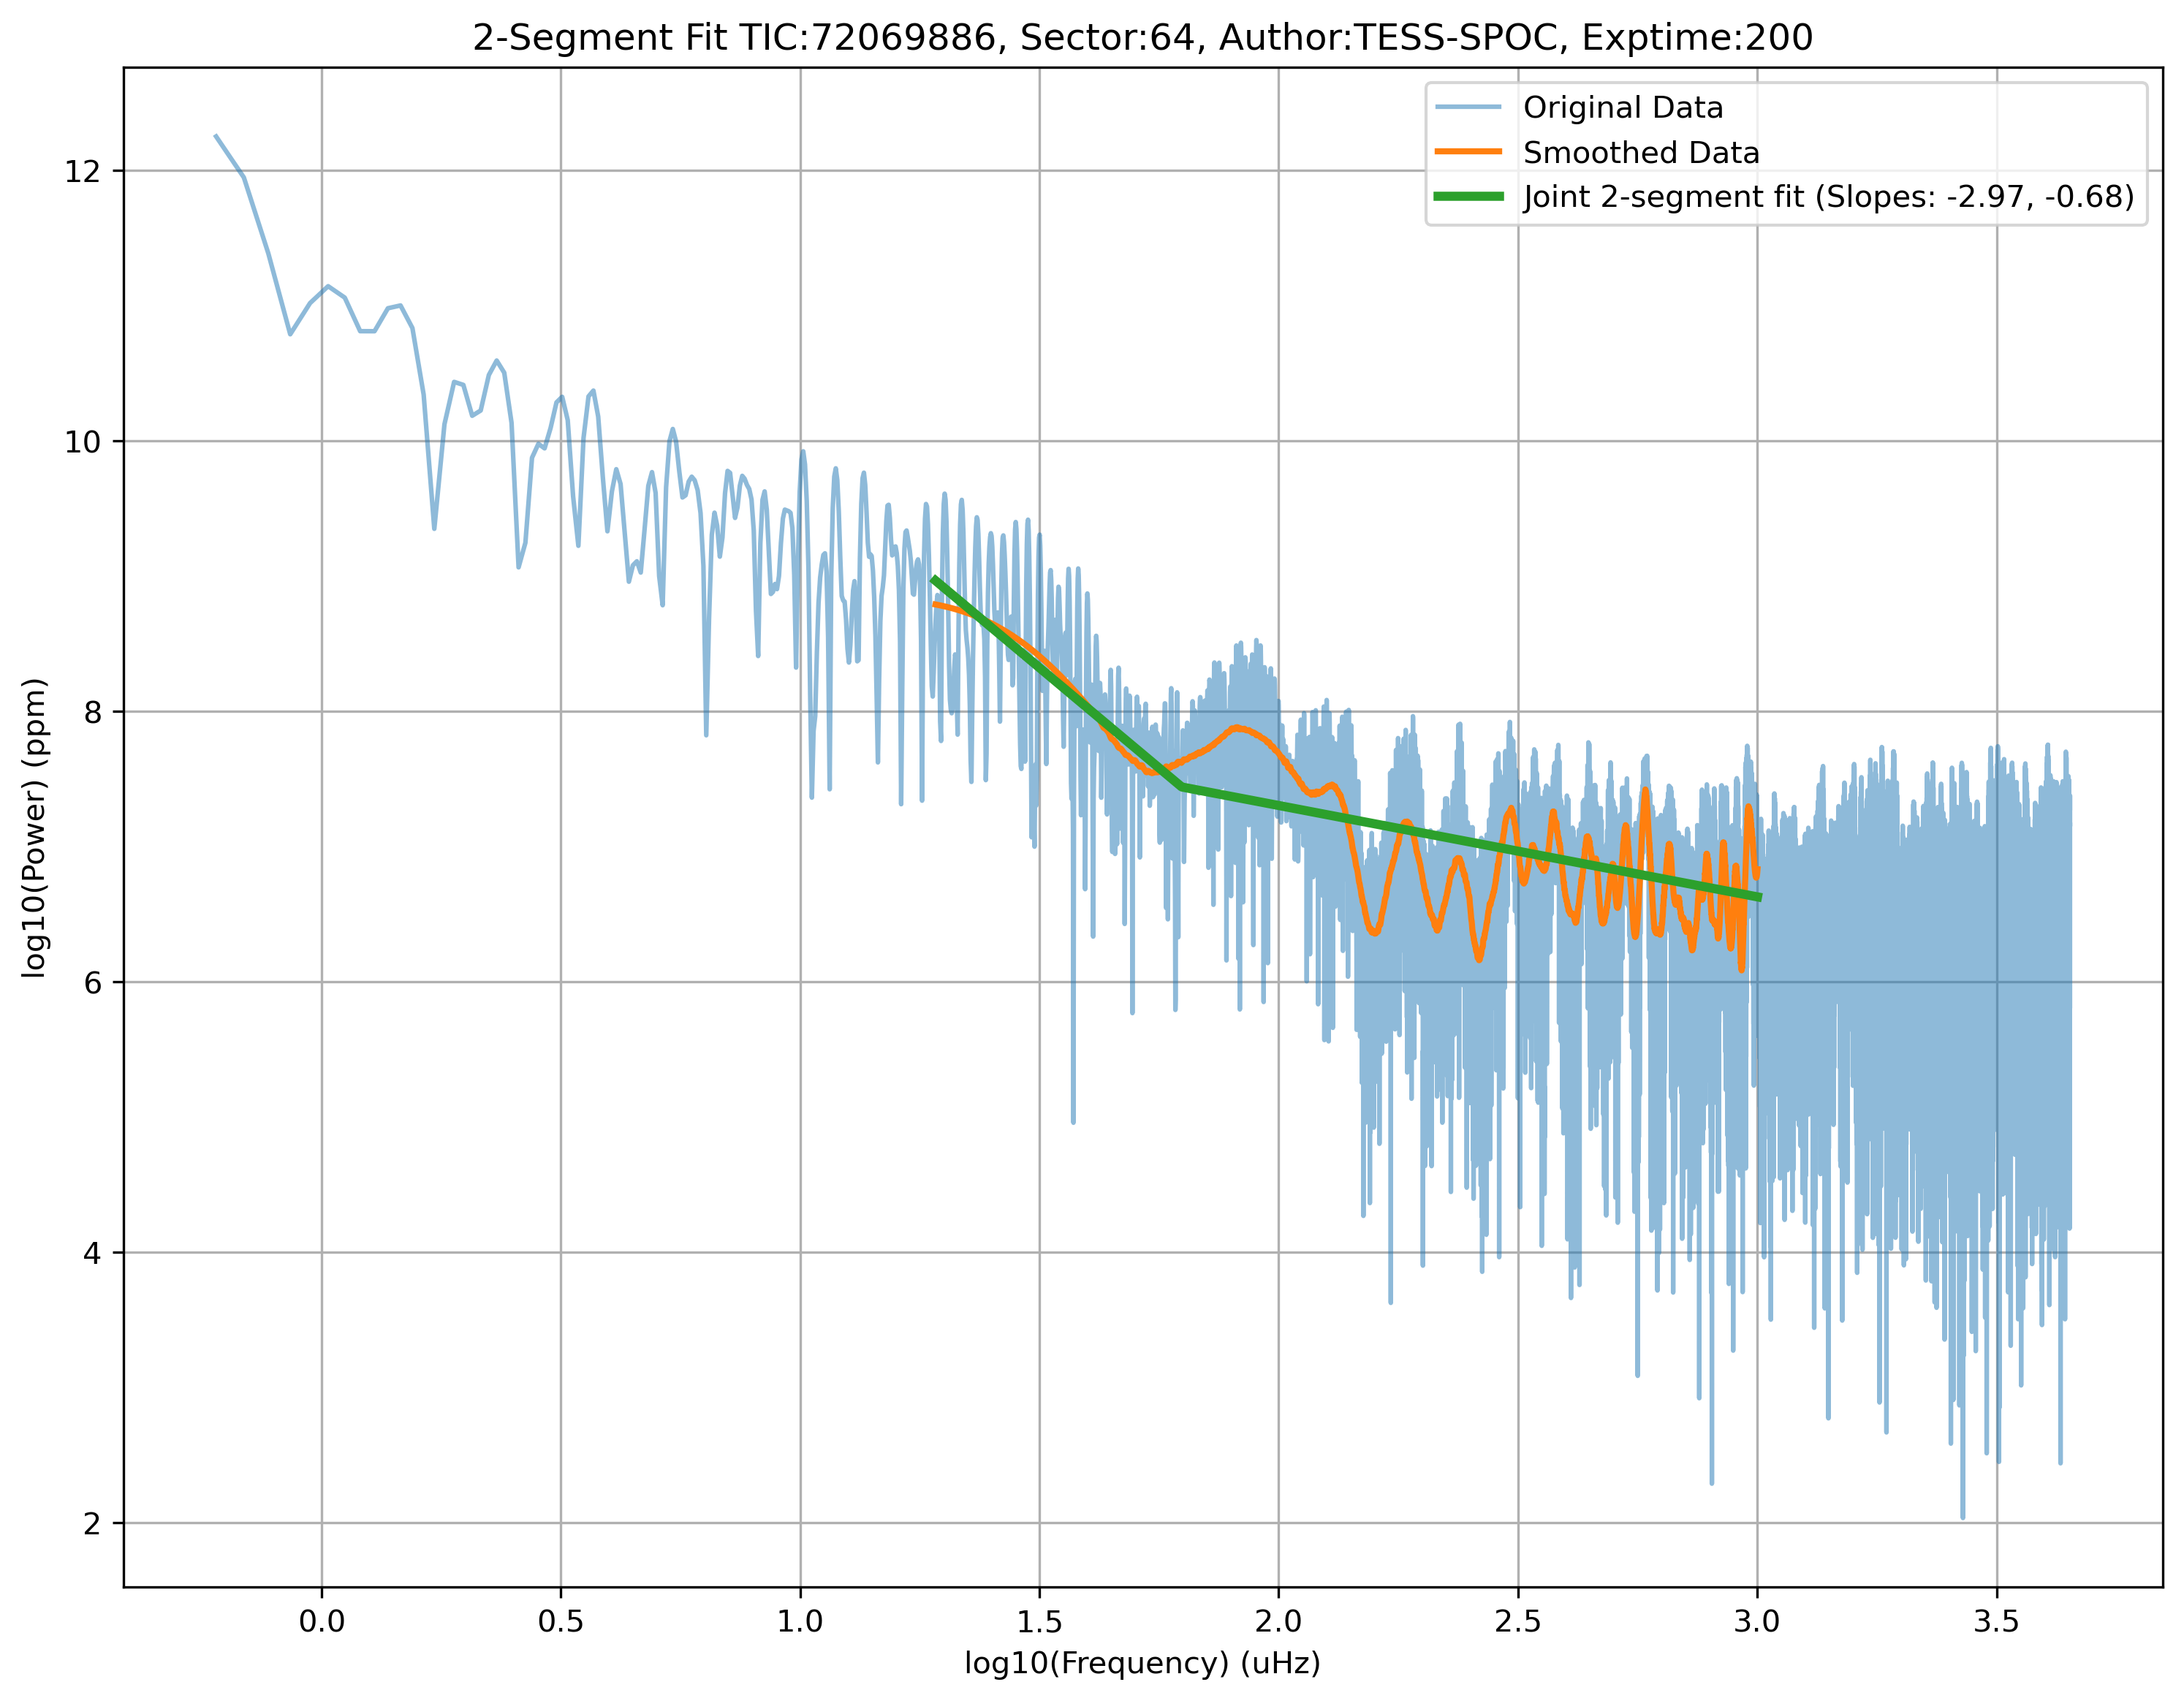 2-Segment Fit TIC:72069886, Sector:64, Author:TESS-SPOC, Exptime:200
Original Data
Smoothed Data
Joint 2-segment fit (Slopes: -2.97, -0.68)
log10(Power) (ppm)
12
10
8
6
4
2
0.0 0.5 1.0 1.5 2.0 2.5 3.0 3.5
log10(Frequency) (uHz)